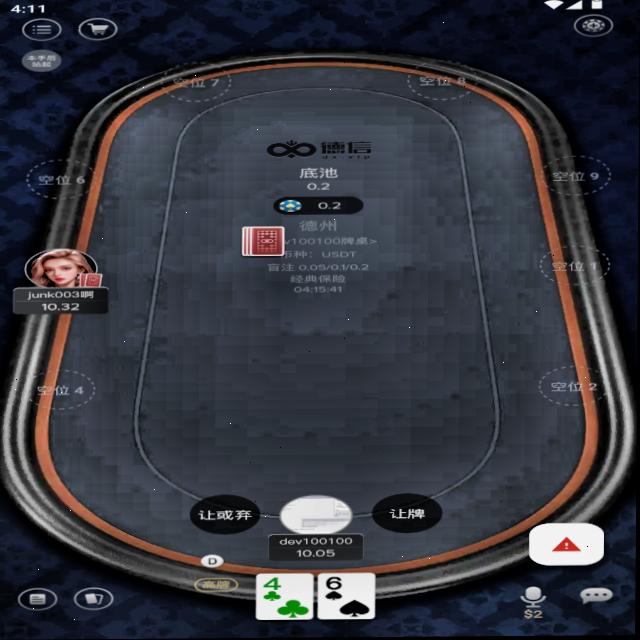 4:11
本手后
站起
空位 7
空位 8
德信
dx.vip
底池
0.2
0.2
空位 6
空位 9
德州
v100100牌桌>
币种：USDT
盲注 0.05/0.1/0.2
经典保险
04:15:41
空位 1
junk003啊
10.32
空位 4
空位 2
让或弃
让牌
dev100100
10.05
D
高牌
4
6
$2